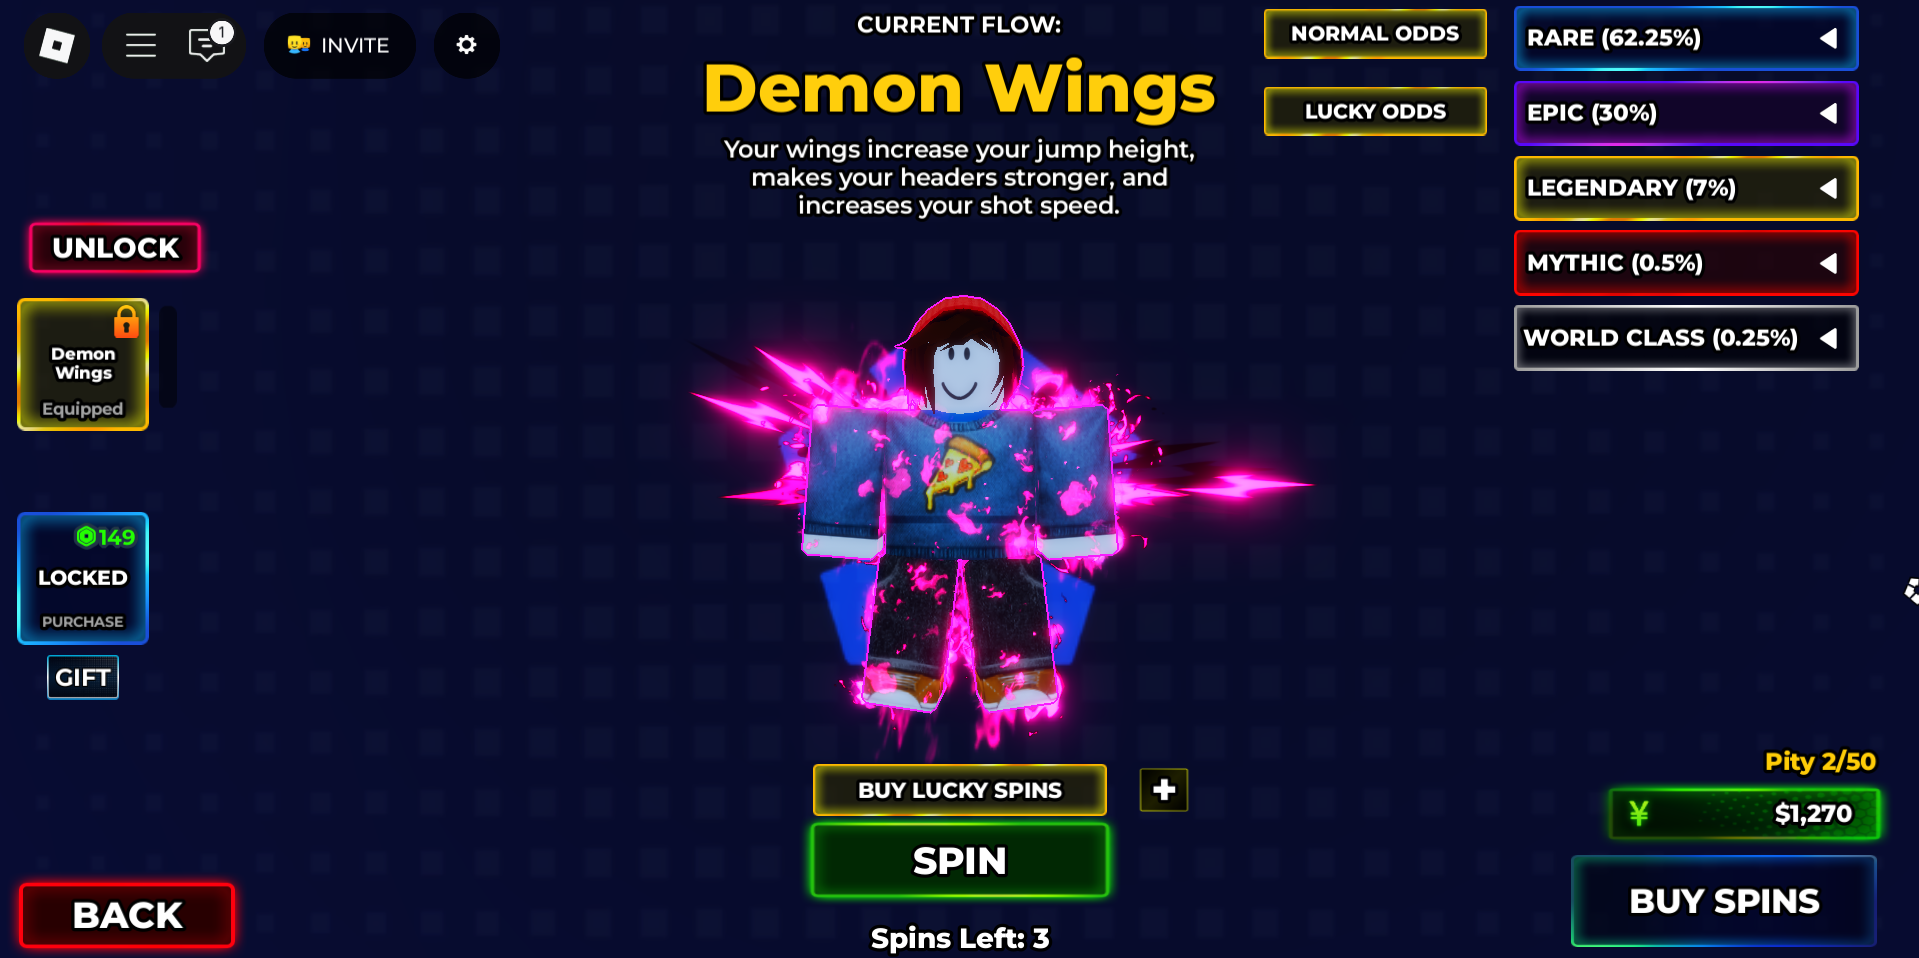 1
INVITE
CURRENT FLOW:
Demon Wings
Your wings increase your jump height,
makes your headers stronger, and
increases your shot speed.
NORMAL ODDS
LUCKY ODDS
RARE (62.25%)
EPIC (30%)
LEGENDARY (7%)
MYTHIC (0.5%)
WORLD CLASS (0.25%)
UNLOCK
Demon
Wings
Equipped
149
LOCKED
PURCHASE
GIFT
BACK
BUY LUCKY SPINS
+
SPIN
Spins Left: 3
Pity 2/50
¥ $1,270
BUY SPINS